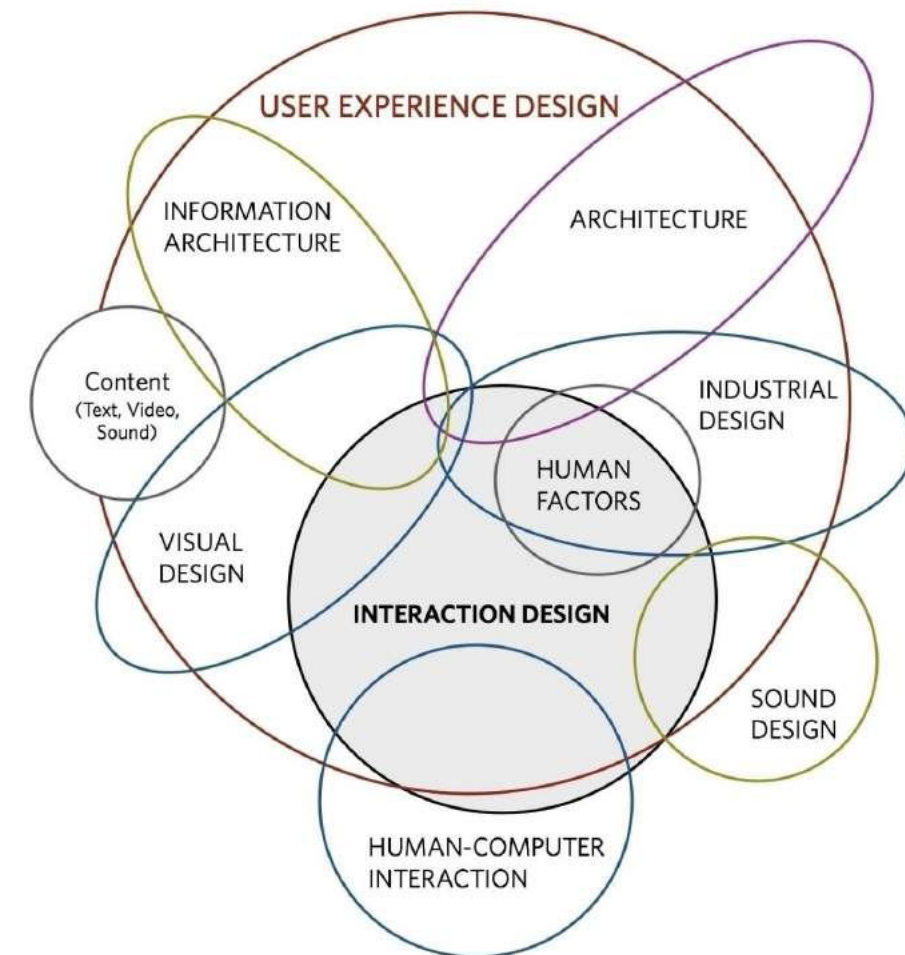 USER EXPERIENCE DESIGN
INFORMATION
ARCHITECTURE
ARCHITECTURE
Content
(Text, Video,
Sound)
INDUSTRIAL
DESIGN
HUMAN
FACTORS
VISUAL
DESIGN
INTERACTION DESIGN
SOUND
DESIGN
HUMAN-COMPUTER
INTERACTION